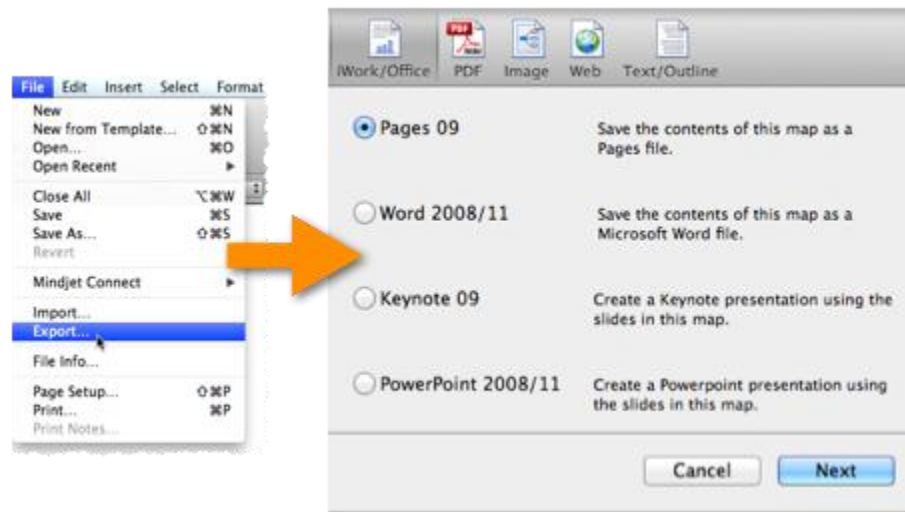 File Edit Insert Select Format
New ⌘N
New from Template... ⇧⌘N
Open... ⌘O
Open Recent ▶
Close All ⌥⌘W
Save ⌘S
Save As... ⇧⌘S
Revert
Mindjet Connect ▶
Import...
Export...
File Info...
Page Setup... ⇧⌘P
Print... ⌘P
Print Notes...
PDF
iWork/Office PDF Image Web Text/Outline
Pages 09 Save the contents of this map as a
Pages file.
Word 2008/11 Save the contents of this map as a
Microsoft Word file.
Keynote 09 Create a Keynote presentation using the
slides in this map.
PowerPoint 2008/11 Create a Powerpoint presentation using
the slides in this map.
Cancel Next